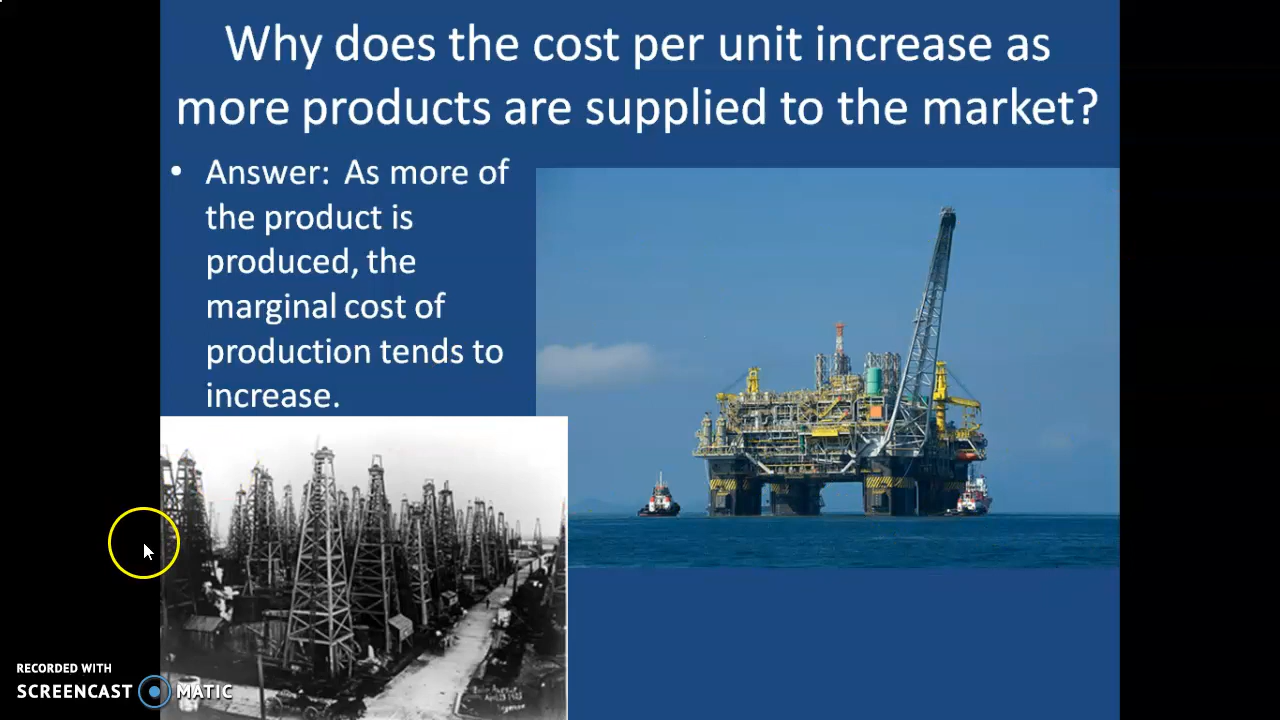 Why does the cost per unit increase as
more products are supplied to the market?
• Answer: As more of
the product is
produced, the
marginal cost of
production tends to
increase.
RECORDED WITH
SCREENCAST MATIC